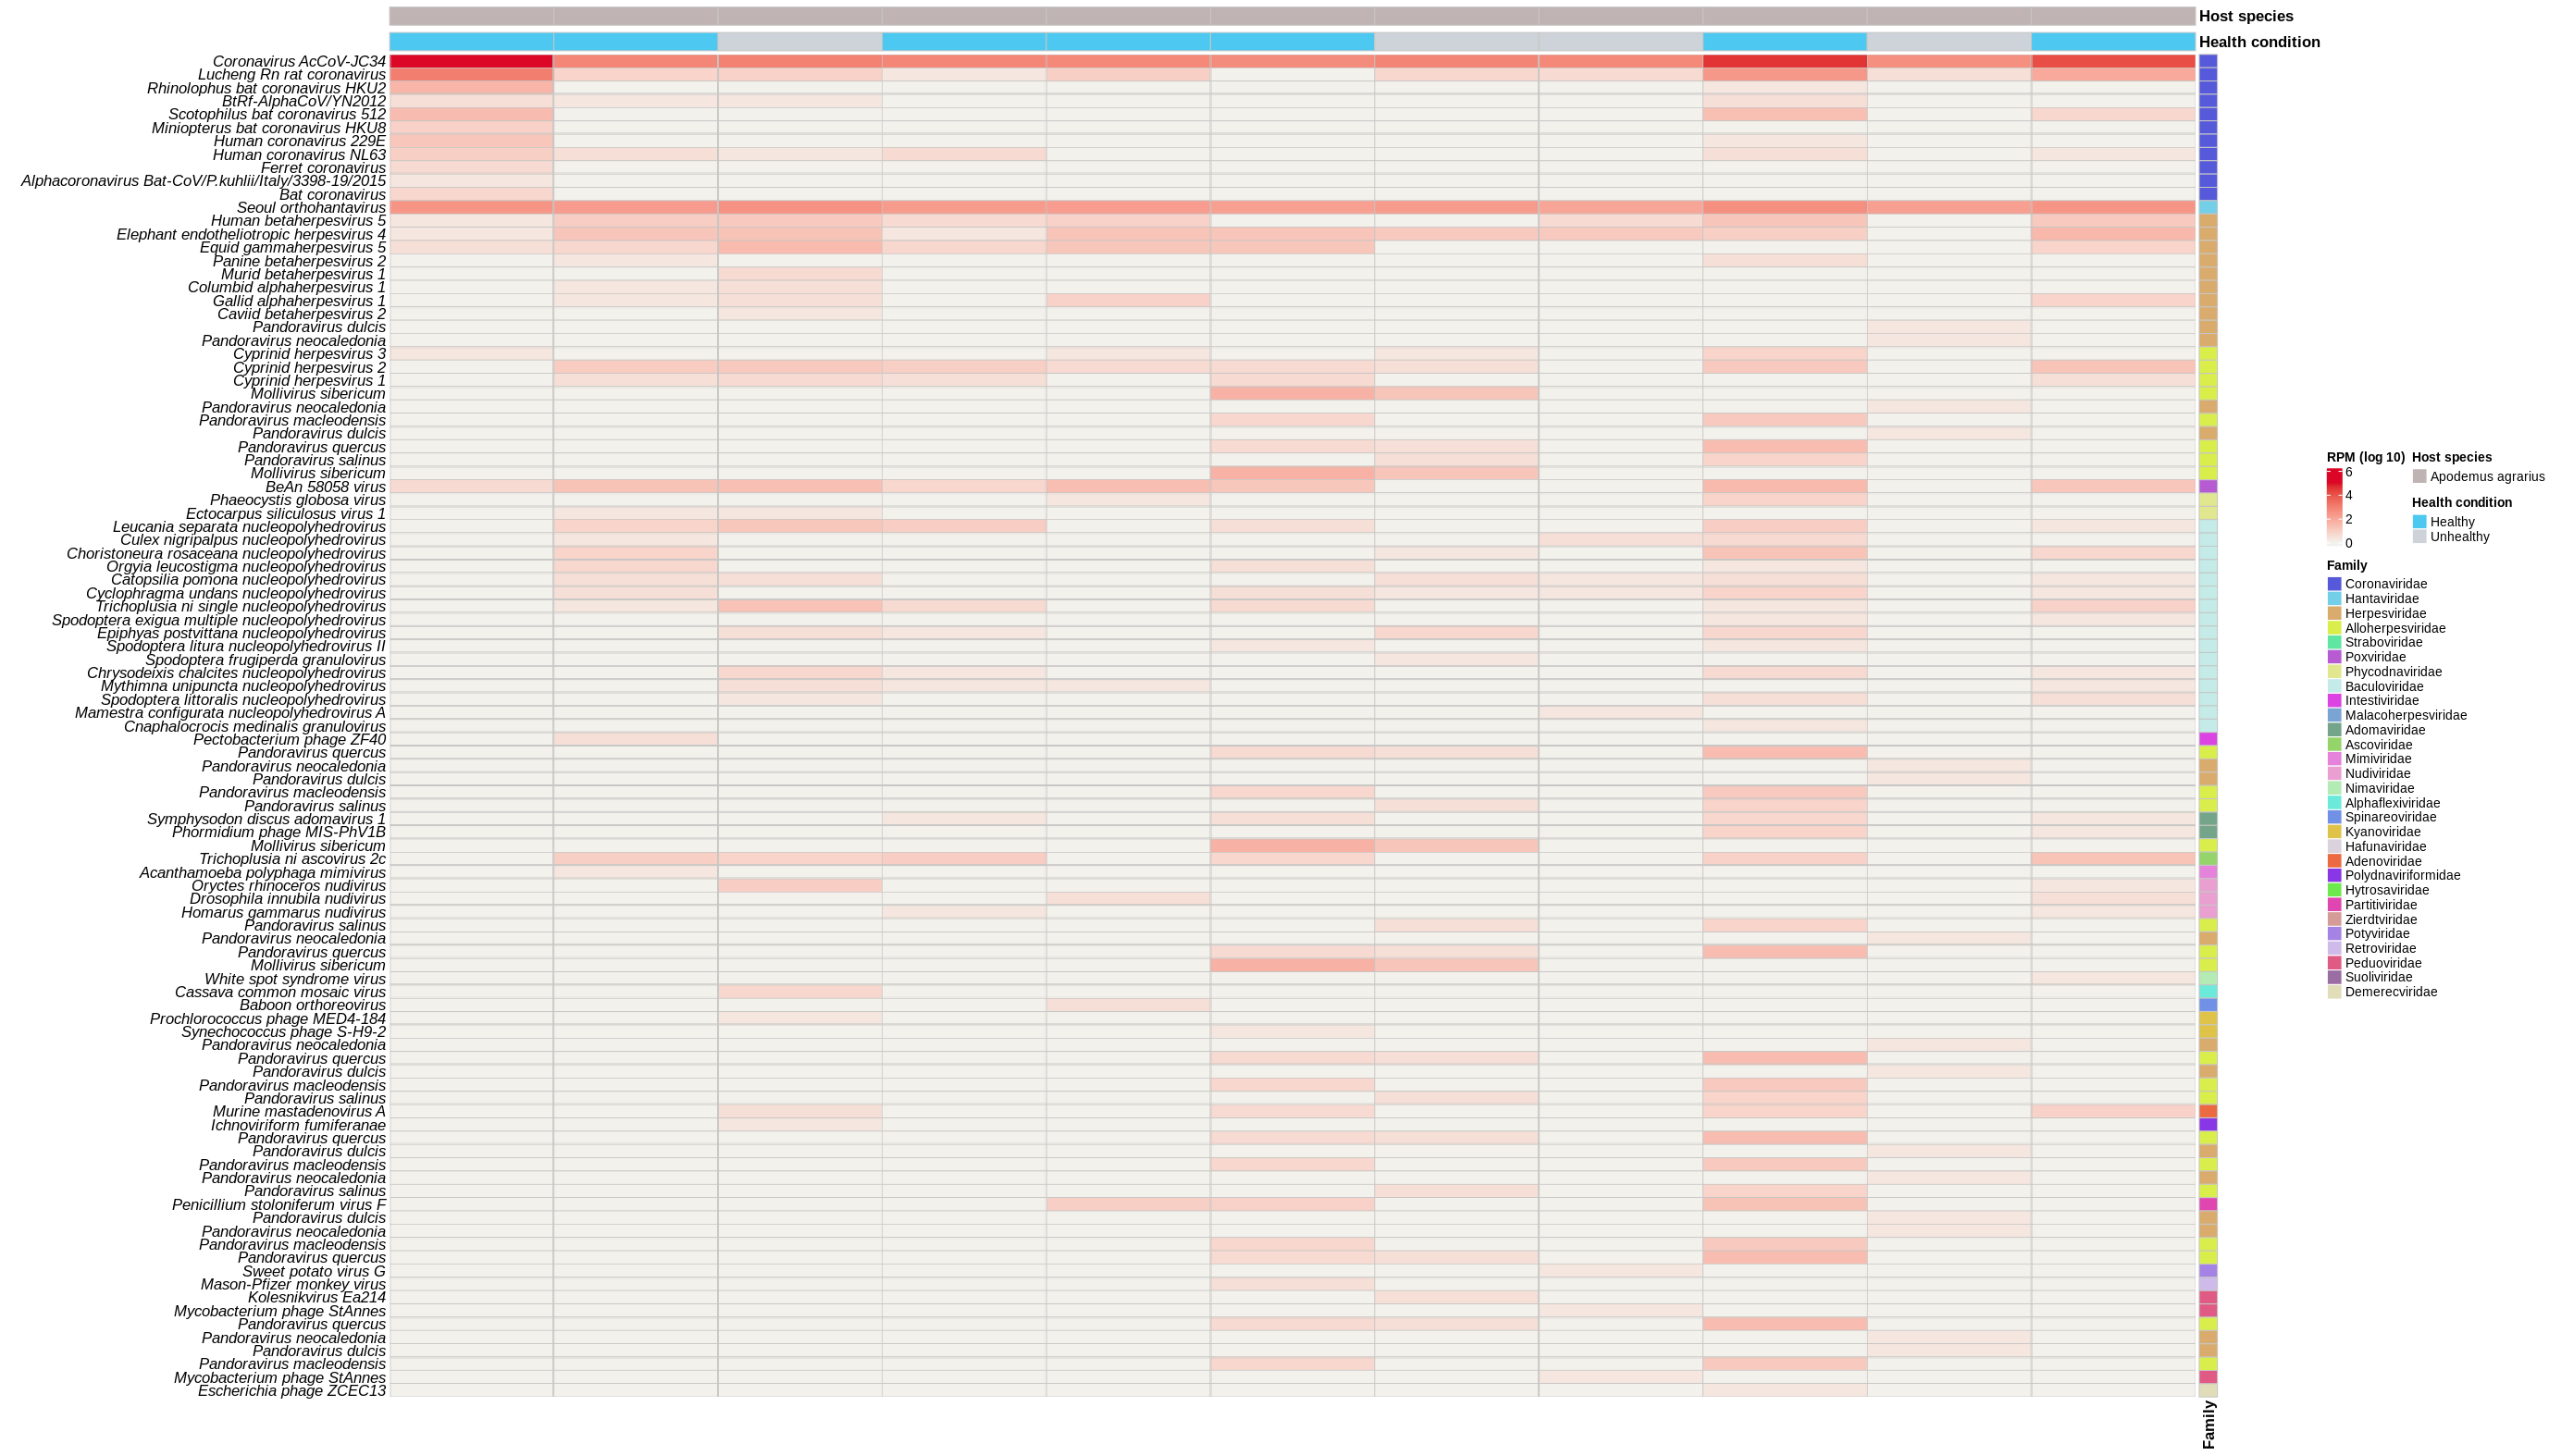 Host species
Health condition
Coronavirus AcCoV-JC34
Lucheng Rn rat coronavirus
Rhinolophus bat coronavirus HKU2
BtRf-AlphaCoV/YN2012
Scotophilus bat coronavirus 512
Miniopterus bat coronavirus HKU8
Human coronavirus 229E
Human coronavirus NL63
Ferret coronavirus
Alphacoronavirus Bat-CoV/P.kuhlii/Italy/3398-19/2015
Bat coronavirus
Seoul orthohantavirus
Human betaherpesvirus 5
Elephant endotheliotropic herpesvirus 4
Equid gammaherpesvirus 5
Panine betaherpesvirus 2
Murid betaherpesvirus 1
Columbid alphaherpesvirus 1
Gallid alphaherpesvirus 1
Caviid betaherpesvirus 2
Pandoravirus dulcis
Pandoravirus neocaledonia
Cyprinid herpesvirus 3
Cyprinid herpesvirus 2
Cyprinid herpesvirus 1
Mollivirus sibericum
Pandoravirus neocaledonia
Pandoravirus macleodensis
Pandoravirus dulcis
Pandoravirus quercus
Pandoravirus salinus
Mollivirus sibericum
BeAn 58058 virus
Phaeocystis globosa virus
Ectocarpus siliculosus virus 1
Leucania separata nucleopolyhedrovirus
Culex nigripalpus nucleopolyhedrovirus
Choristoneura rosaceana nucleopolyhedrovirus
Orgyia leucostigma nucleopolyhedrovirus
Catopsilia pomona nucleopolyhedrovirus
Cyclophragma undans nucleopolyhedrovirus
Trichoplusia ni single nucleopolyhedrovirus
Spodoptera exigua multiple nucleopolyhedrovirus
Epiphyas postvittana nucleopolyhedrovirus
Spodoptera litura nucleopolyhedrovirus II
Spodoptera frugiperda granulovirus
Chrysodeixis chalcites nucleopolyhedrovirus
Mythimna unipuncta nucleopolyhedrovirus
Spodoptera littoralis nucleopolyhedrovirus
Mamestra configurata nucleopolyhedrovirus A
Cnaphalocrocis medinalis granulovirus
Pectobacterium phage ZF40
Pandoravirus quercus
Pandoravirus neocaledonia
Pandoravirus dulcis
Pandoravirus macleodensis
Pandoravirus salinus
Symphysodon discus adomavirus 1
Phormidium phage MIS-PhV1B
Mollivirus sibericum
Trichoplusia ni ascovirus 2c
Acanthamoeba polyphaga mimivirus
Oryctes rhinoceros nudivirus
Drosophila innubila nudivirus
Homarus gammarus nudivirus
Pandoravirus salinus
Pandoravirus neocaledonia
Pandoravirus quercus
Mollivirus sibericum
White spot syndrome virus
Cassava common mosaic virus
Baboon orthoreovirus
Prochlorococcus phage MED4-184
Synechococcus phage S-H9-2
Pandoravirus neocaledonia
Pandoravirus quercus
Pandoravirus dulcis
Pandoravirus macleodensis
Pandoravirus salinus
Murine mastadenovirus A
Ichnoviriform fumiferanae
Pandoravirus quercus
Pandoravirus dulcis
Pandoravirus macleodensis
Pandoravirus neocaledonia
Pandoravirus salinus
Penicillium stoloniferum virus F
Pandoravirus dulcis
Pandoravirus neocaledonia
Pandoravirus macleodensis
Pandoravirus quercus
Sweet potato virus G
Mason-Pfizer monkey virus
Kolesnikvirus Ea214
Mycobacterium phage StAnnes
Pandoravirus quercus
Pandoravirus neocaledonia
Pandoravirus dulcis
Pandoravirus macleodensis
Mycobacterium phage StAnnes
Escherichia phage ZCEC13
Family
RPM (log 10)
6
4
2
0
Host species
Apodemus agrarius
Health condition
Healthy
Unhealthy
Family
Coronaviridae
Hantaviridae
Herpesviridae
Alloherpesviridae
Straboviridae
Poxviridae
Phycodnaviridae
Baculoviridae
Intestiviridae
Malacoherpesviridae
Adomaviridae
Ascoviridae
Mimiviridae
Nudiviridae
Nimaviridae
Alphaflexiviridae
Spinareoviridae
Kyanoviridae
Hafunaviridae
Adenoviridae
Polydnaviriformidae
Hytrosaviridae
Partitiviridae
Zierdtviridae
Potyviridae
Retroviridae
Peduoviridae
Suoliviridae
Demerecviridae